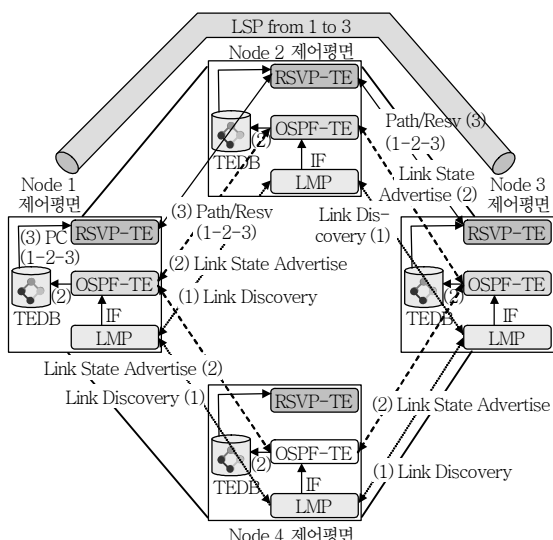 LSP from 1 to 3
Node 2 제어평면
RSVP-TE
TEDB
(2)
OSPF-TE
IF
LMP
Path/Resv (3)
(1-2-3)
Link State
Advertise (2)
Link Dis-
covery (1)
Node 1
제어평면
(3) PC
(1-2-3)
RSVP-TE
(2)
OSPF-TE
TEDB
IF
LMP
(3) Path/Resv
(1-2-3)
(2) Link State Advertise
(1) Link Discovery
Node 3
제어평면
RSVP-TE
(2)
OSPF-TE
TEDB
IF
LMP
Link State Advertise (2)
Link Discovery (1)
RSVP-TE
(2)
OSPF-TE
TEDB
IF
LMP
(2) Link State Advertise
(1) Link Discovery
Node 4 제어평면